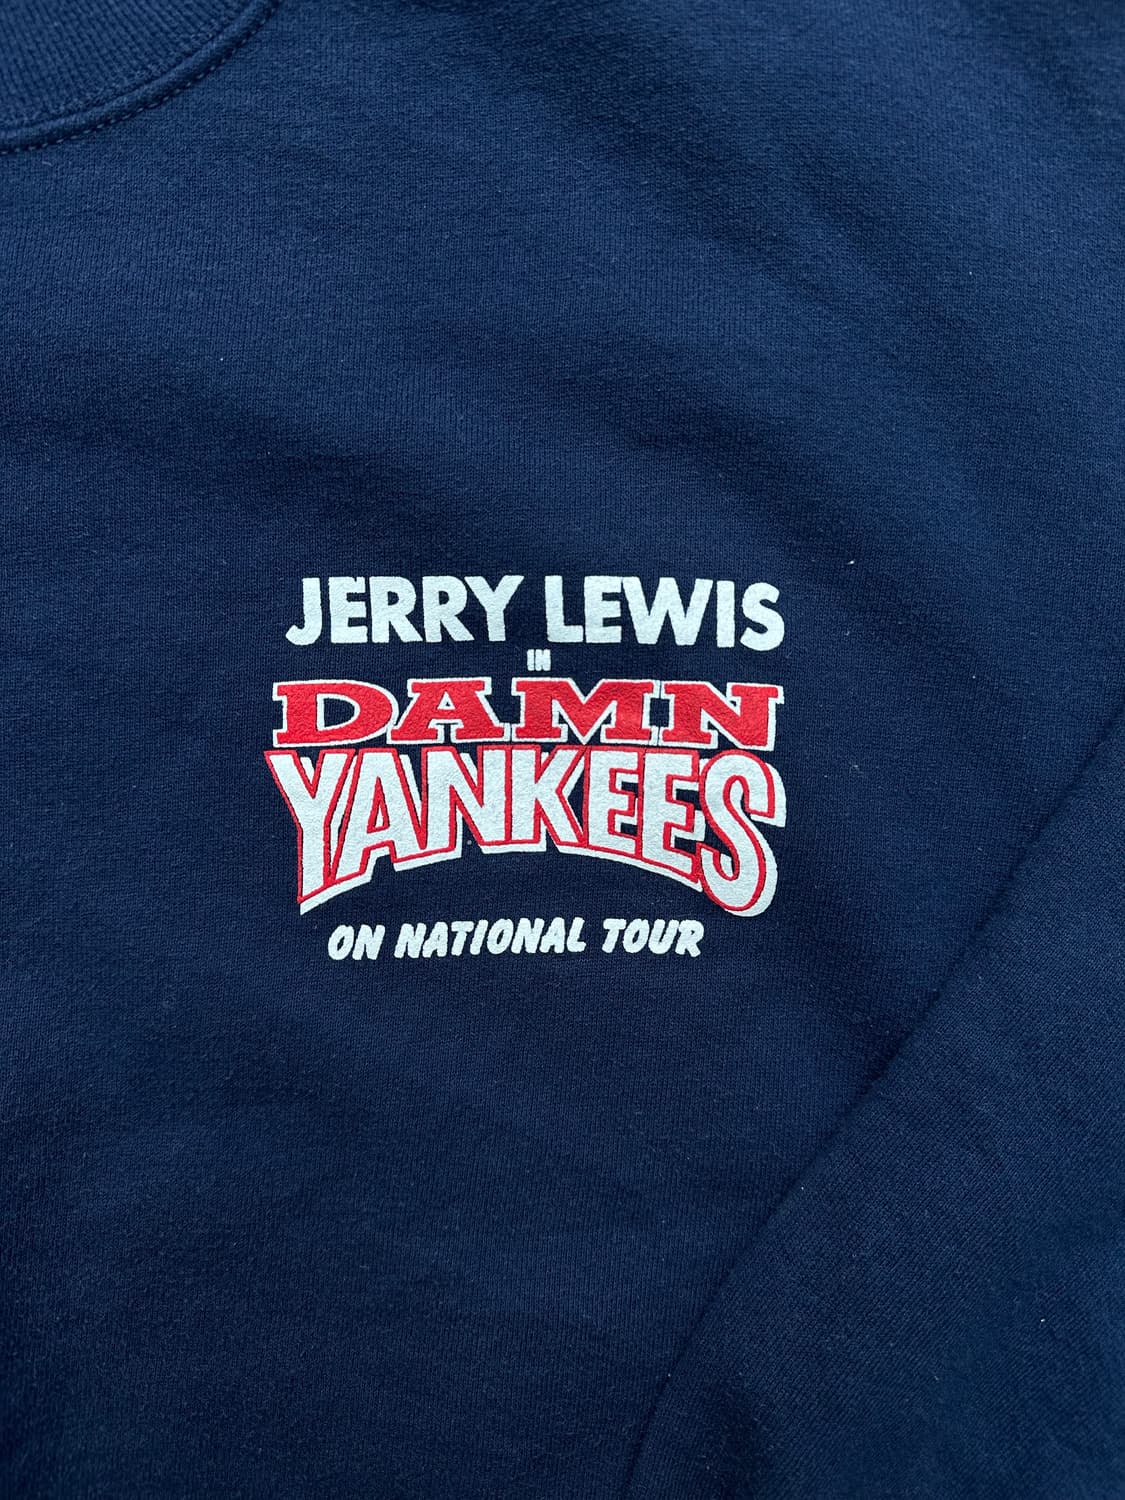 JERRY LEWIS
IN
DAMN
YANKEES
ON NATIONAL TOUR